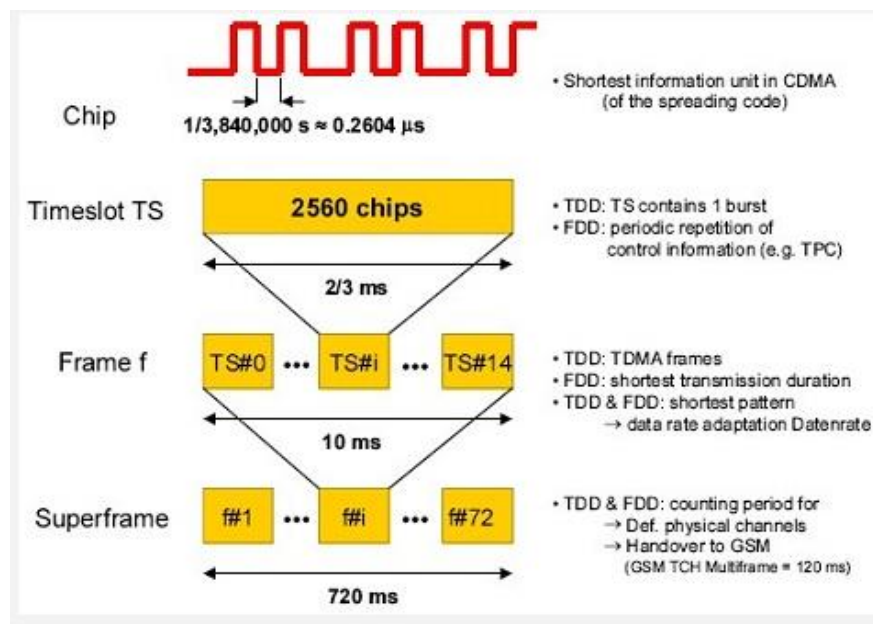 Chip
1/3,840,000 s ≈ 0.2604 μs
• Shortest information unit in CDMA
(of the spreading code)
Timeslot TS
2560 chips
2/3 ms
• TDD: TS contains 1 burst
• FDD: periodic repetition of
control information (e.g. TPC)
Frame f
TS#0 ••• TS#i ••• TS#14
10 ms
• TDD: TDMA frames
• FDD: shortest transmission duration
• TDD & FDD: shortest pattern
→ data rate adaptation Datenrate
Superframe
f#1 ••• f#i ••• f#72
720 ms
• TDD & FDD: counting period for
→ Def. physical channels
→ Handover to GSM
(GSM TCH Multiframe = 120 ms)